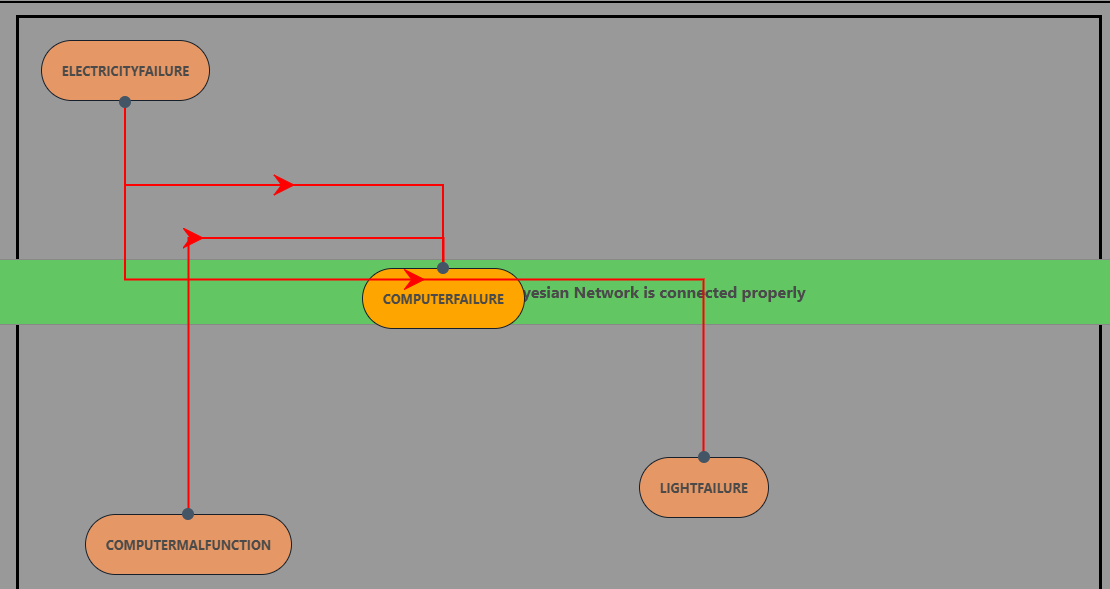 ELECTRICITYFAILURE
COMPUTERFAILURE
yesian Network is connected properly
LIGHTFAILURE
COMPUTERMALFUNCTION